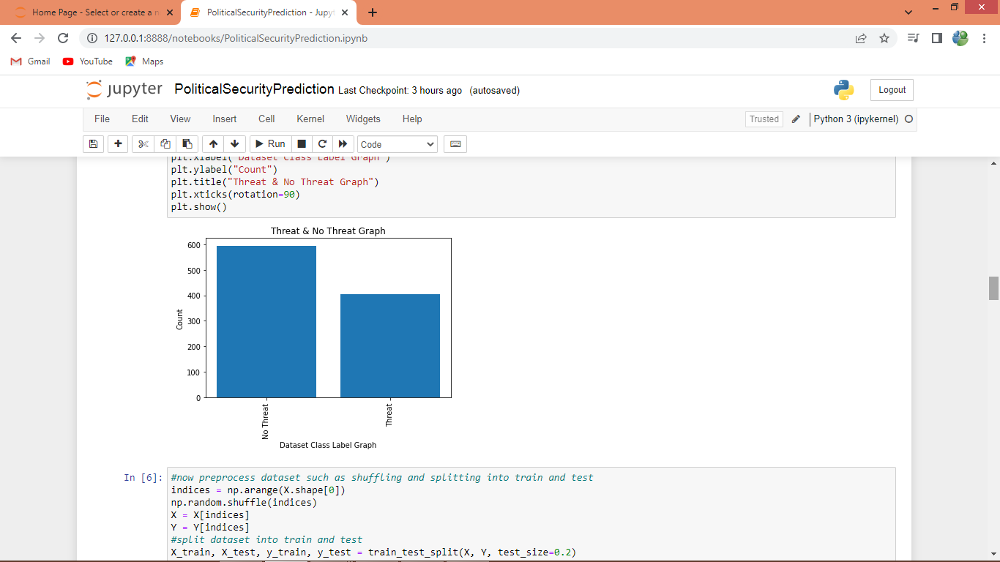 Home Page - Select or create a n
PoliticalSecurityPrediction - Jupyt
127.0.0.1:8888/notebooks/PoliticalSecurityPrediction.ipynb
Gmail
YouTube
Maps
jupyter
PoliticalSecurityPrediction Last Checkpoint: 3 hours ago (autosaved)
Logout
File Edit View Insert Cell Kernel Widgets Help
Trusted
Python 3 (ipykernel)
Run
Code
plt.xlabel("Dataset Class Label Graph")
plt.ylabel("Count")
plt.title("Threat & No Threat Graph")
plt.xticks(rotation=90)
plt.show()
Threat & No Threat Graph
600
500
400
300
200
100
0
Count
No Threat
Threat
Dataset Class Label Graph
In [6]:
#now preprocess dataset such as shuffling and splitting into train and test
indices = np.arange(X.shape[0])
np.random.shuffle(indices)
X = X[indices]
Y = Y[indices]
#split dataset into train and test
X_train, X_test, y_train, y_test = train_test_split(X, Y, test_size=0.2)